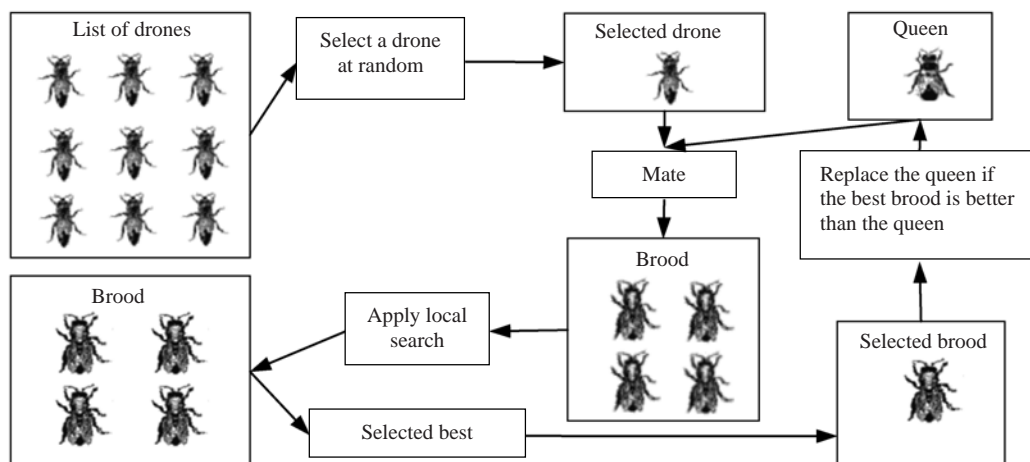 List of drones
Select a drone
at random
Selected drone
Queen
Mate
Replace the queen if
the best brood is better
than the queen
Brood
Brood
Apply local
search
Selected brood
Selected best